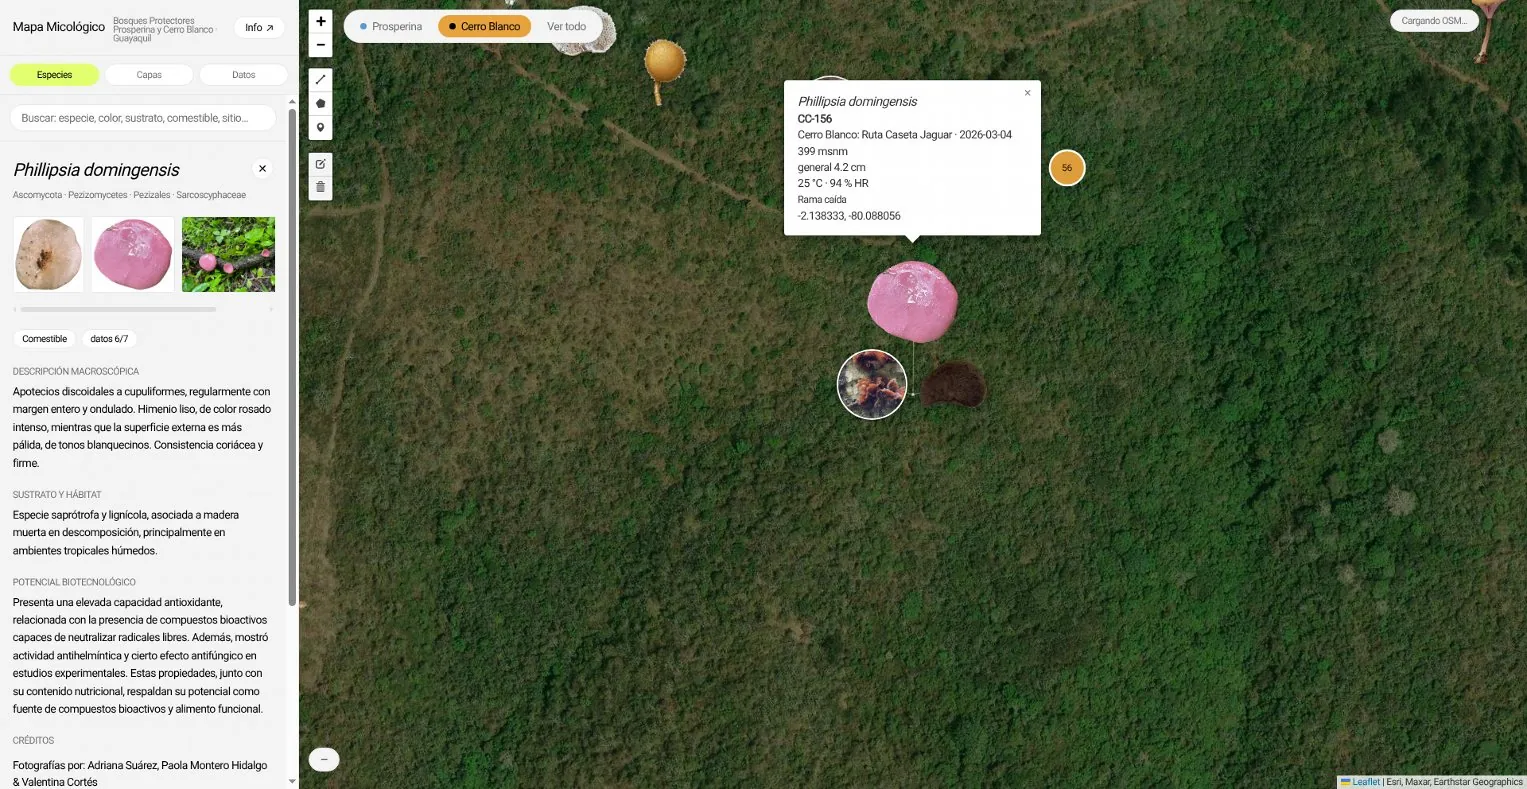 Mapa Micológico
Bosques Protectores
Prosperina y Cerro Blanco ·
Guayaquil
Info ↗
Especies
Capas
Datos
Buscar: especie, color, sustrato, comestible, sitio...
Phillipsia domingensis
×
Ascomycota · Pezizomycetes · Pezizales · Sarcoscyphaceae
Comestible
datos 6/7
DESCRIPCIÓN MACROSCÓPICA
Apotecios discoidales a cupuliformes, regularmente con
margen entero y ondulado. Himenio liso, de color rosado
intenso, mientras que la superficie externa es más
pálida, de tonos blanquecinos. Consistencia coriácea y
firme.
SUSTRATO Y HÁBITAT
Especie saprótrofa y lignícola, asociada a madera
muerta en descomposición, principalmente en
ambientes tropicales húmedos.
POTENCIAL BIOTECNOLÓGICO
Presenta una elevada capacidad antioxidante,
relacionada con la presencia de compuestos bioactivos
capaces de neutralizar radicales libres. Además, mostró
actividad antihelmíntica y cierto efecto antifúngico en
estudios experimentales. Estas propiedades, junto con
su contenido nutricional, respaldan su potencial como
fuente de compuestos bioactivos y alimento funcional.
CRÉDITOS
Fotografías por: Adriana Suárez, Paola Montero Hidalgo
& Valentina Cortés
+
−
Prosperina
Cerro Blanco
Ver todo
Cargando OSM...
×
Phillipsia domingensis
CC-156
Cerro Blanco: Ruta Caseta Jaguar · 2026-03-04
399 msnm
general 4.2 cm
25 °C · 94 % HR
Rama caída
-2.138333, -80.088056
56
−
Leaflet | Esri, Maxar, Earthstar Geographics